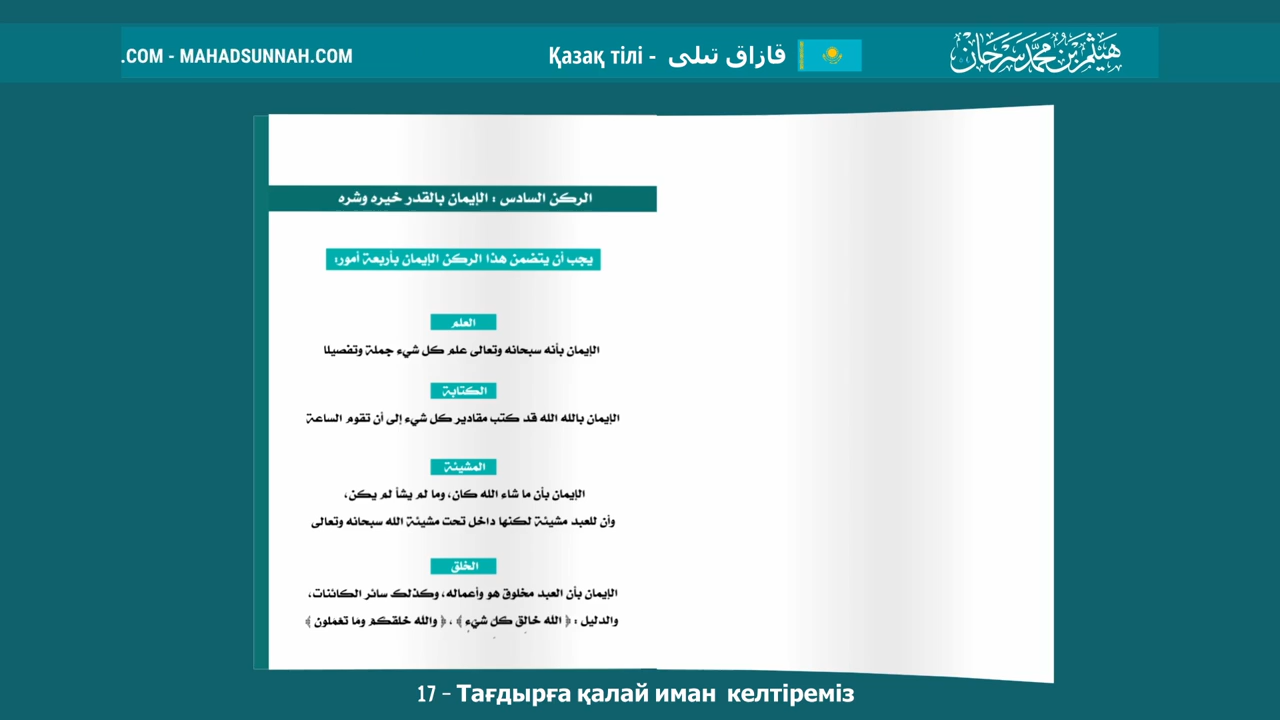 .COM - MAHADSUNNAH.COM
Қазақ тілі - قازاق تىلى
هيثم بن محمد سرحان
الركن السادس : الإيمان بالقدر خيره وشره
يجب أن يتضمن هذا الركن الإيمان بأربعة أمور:
العلم
الإيمان بأنه سبحانه وتعالى علم كل شيء جملة وتفصيلا
الكتابة
الإيمان بالله الله قد كتب مقادير كل شيء إلى أن تقوم الساعة
المشيئة
الإيمان بأن ما شاء الله كان، وما لم يشأ لم يكن،
وأن للعبد مشيئة لكنها داخل تحت مشيئة الله سبحانه وتعالى
الخلق
الإيمان بأن العبد مخلوق هو وأعماله، وكذلك سائر الكائنات،
والدليل : ﴿ الله خالق كل شيء ﴾ ، ﴿ والله خلقكم وما تعملون ﴾
17 - Тағдырға қалай иман келтіреміз